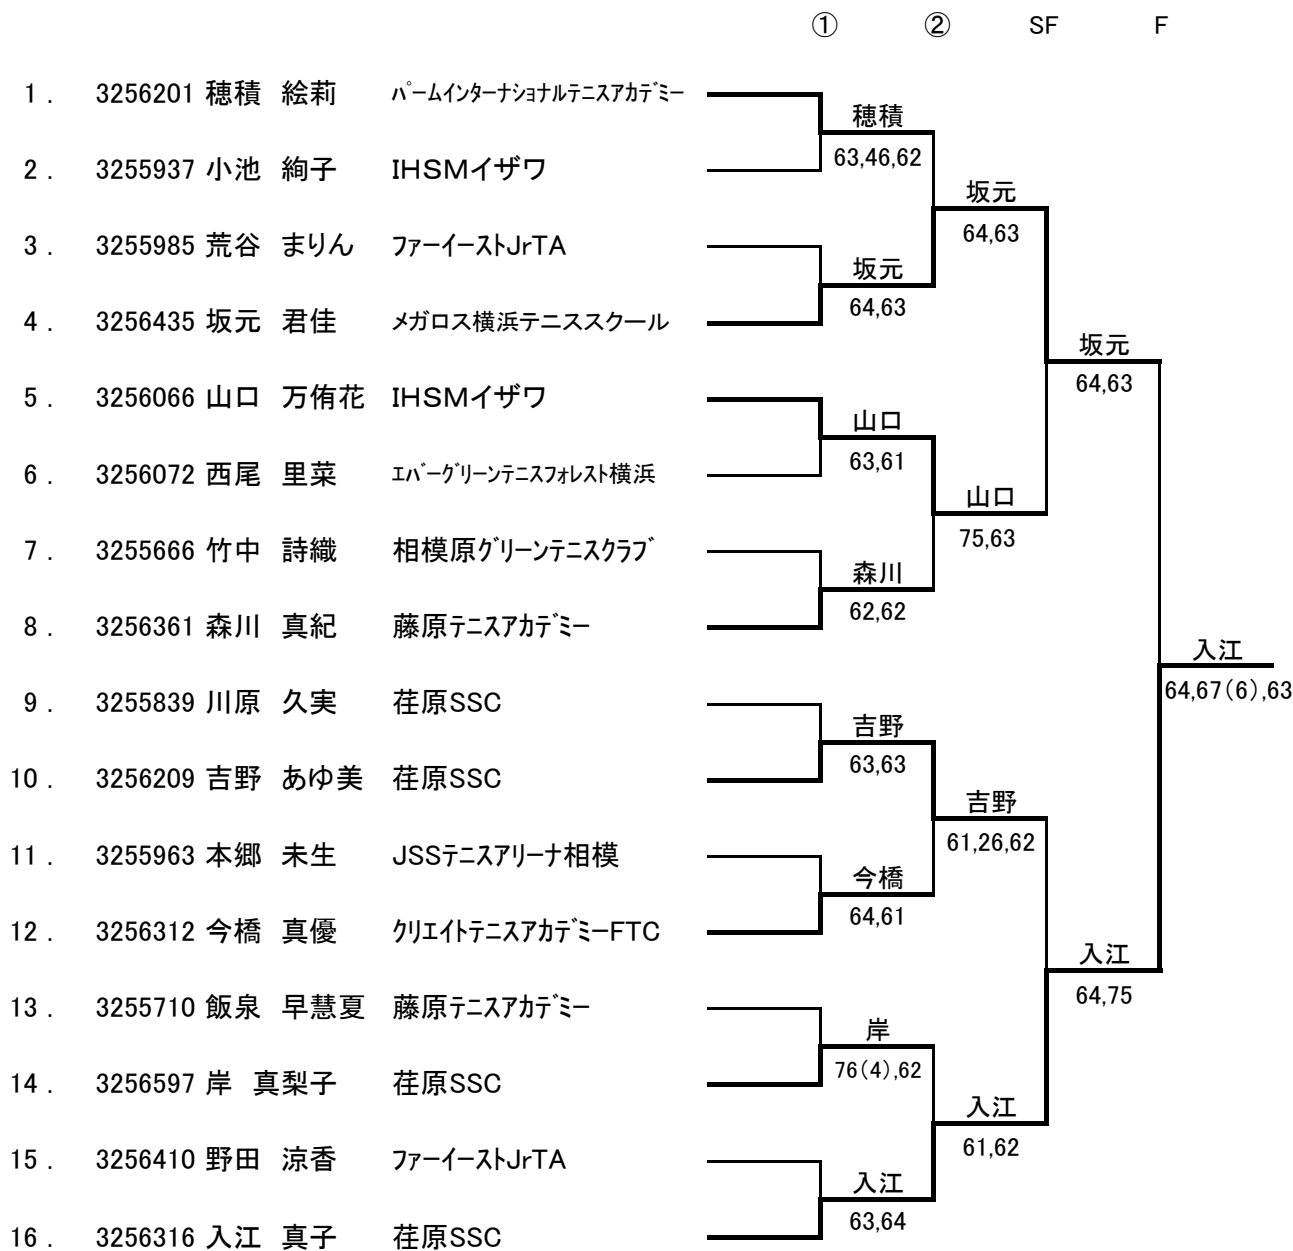 ① ② SF F
1. 3256201 穂積 絵莉 ﾊﾟｰﾑｲﾝﾀｰﾅｼｮﾅﾙﾃﾆｽｱｶﾃﾞﾐｰ
穂積
63,46,62
2. 3255937 小池 絢子 IHSMイザワ
坂元
64,63
3. 3255985 荒谷 まりん ﾌｧｰｲｰｽﾄJrTA
坂元
64,63
4. 3256435 坂元 君佳 メガロス横浜テニススクール
坂元
64,63
5. 3256066 山口 万侑花 IHSMイザワ
山口
63,61
6. 3256072 西尾 里菜 ｴﾊﾞｰｸﾞﾘｰﾝﾃﾆｽﾌｫﾚｽﾄ横浜
山口
75,63
7. 3255666 竹中 詩織 相模原ｸﾞﾘｰﾝﾃﾆｽｸﾗﾌﾞ
森川
62,62
8. 3256361 森川 真紀 藤原ﾃﾆｽｱｶﾃﾞﾐｰ
入江
64,67(6),63
9. 3255839 川原 久実 荏原SSC
吉野
63,63
10. 3256209 吉野 あゆ美 荏原SSC
吉野
61,26,62
11. 3255963 本郷 未生 JSSﾃﾆｽｱﾘｰﾅ相模
今橋
64,61
12. 3256312 今橋 真優 ｸﾘｴｲﾄﾃﾆｽｱｶﾃﾞﾐｰFTC
入江
64,75
13. 3255710 飯泉 早慧夏 藤原ﾃﾆｽｱｶﾃﾞﾐｰ
岸
76(4),62
14. 3256597 岸 真梨子 荏原SSC
入江
61,62
15. 3256410 野田 涼香 ﾌｧｰｲｰｽﾄJrTA
入江
63,64
16. 3256316 入江 真子 荏原SSC